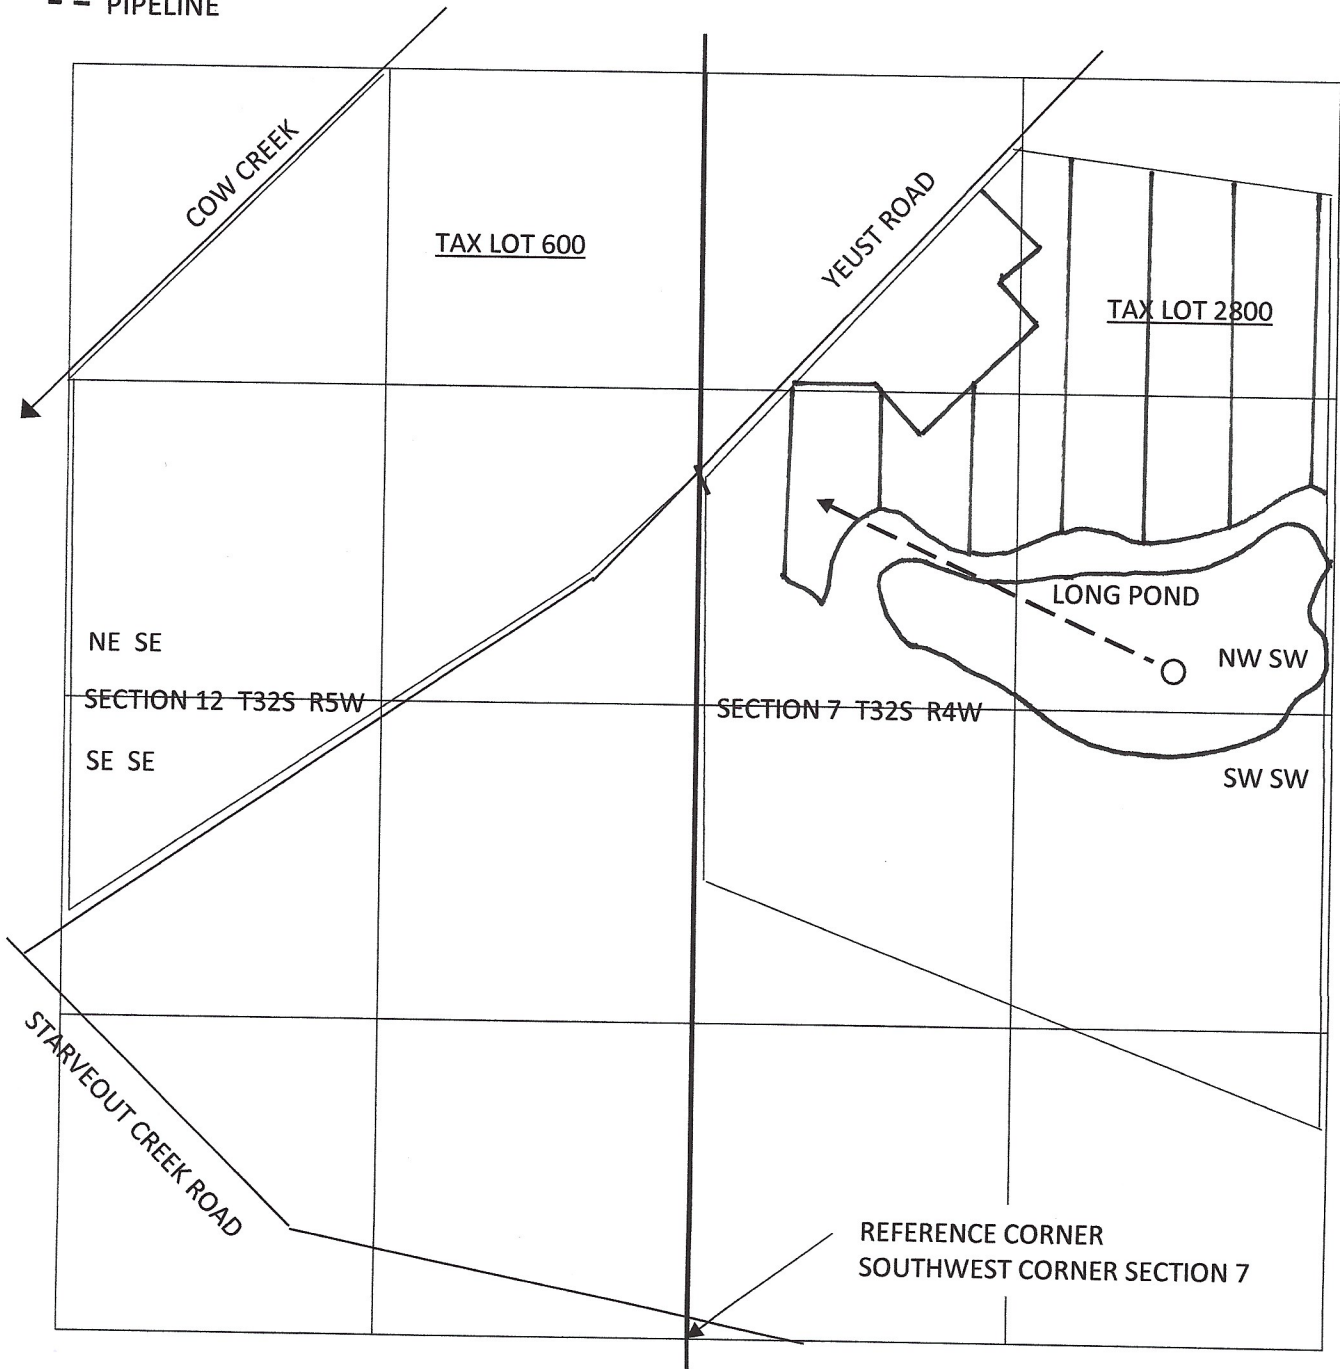 -- PIPELINE
COW CREEK
TAX LOT 600
YEUST ROAD
TAX LOT 2800
LONG POND
NE SE
NW SW
SECTION 12 T32S R5W
SECTION 7 T32S R4W
SE SE
SW SW
STARVEOUT CREEK ROAD
REFERENCE CORNER
SOUTHWEST CORNER SECTION 7